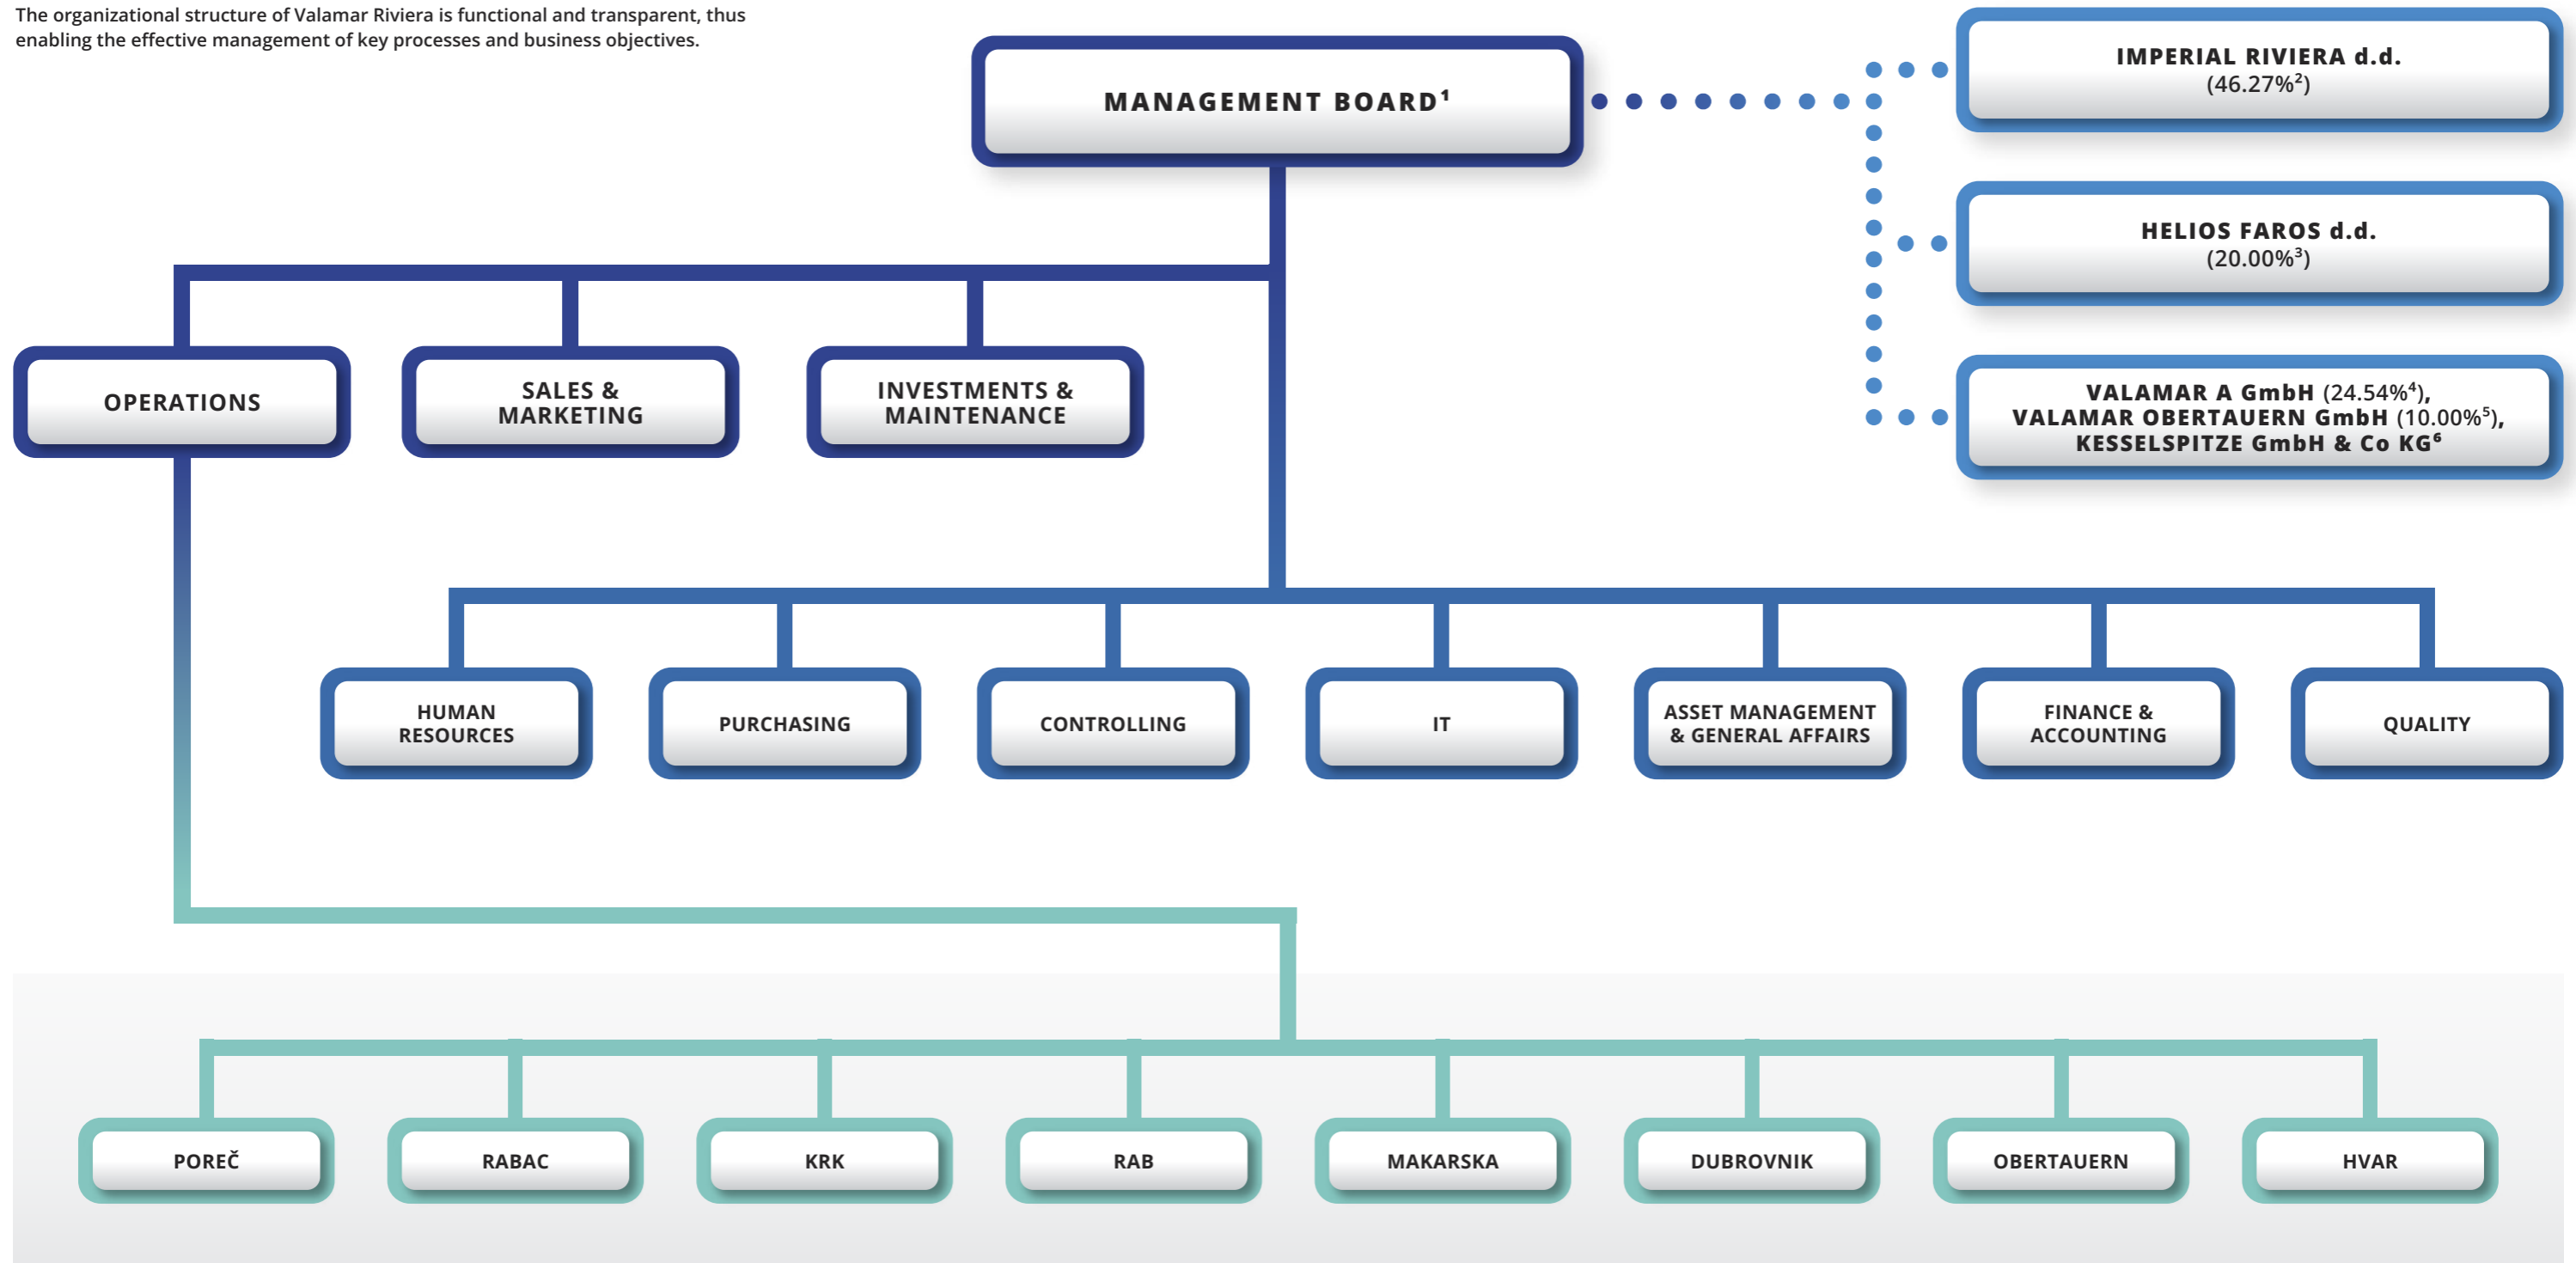 The organizational structure of Valamar Riviera is functional and transparent, thus
enabling the effective management of key processes and business objectives.
MANAGEMENT BOARD¹
IMPERIAL RIVIERA d.d.
(46.27%²)
HELIOS FAROS d.d.
(20.00%³)
VALAMAR A GmbH (24.54%⁴),
VALAMAR OBERTAUERN GmbH (10.00%⁵),
KESSELSPITZE GmbH & Co KG⁶
OPERATIONS
SALES &
MARKETING
INVESTMENTS &
MAINTENANCE
HUMAN
RESOURCES
PURCHASING
CONTROLLING
IT
ASSET MANAGEMENT
& GENERAL AFFAIRS
FINANCE &
ACCOUNTING
QUALITY
POREČ
RABAC
KRK
RAB
MAKARSKA
DUBROVNIK
OBERTAUERN
HVAR